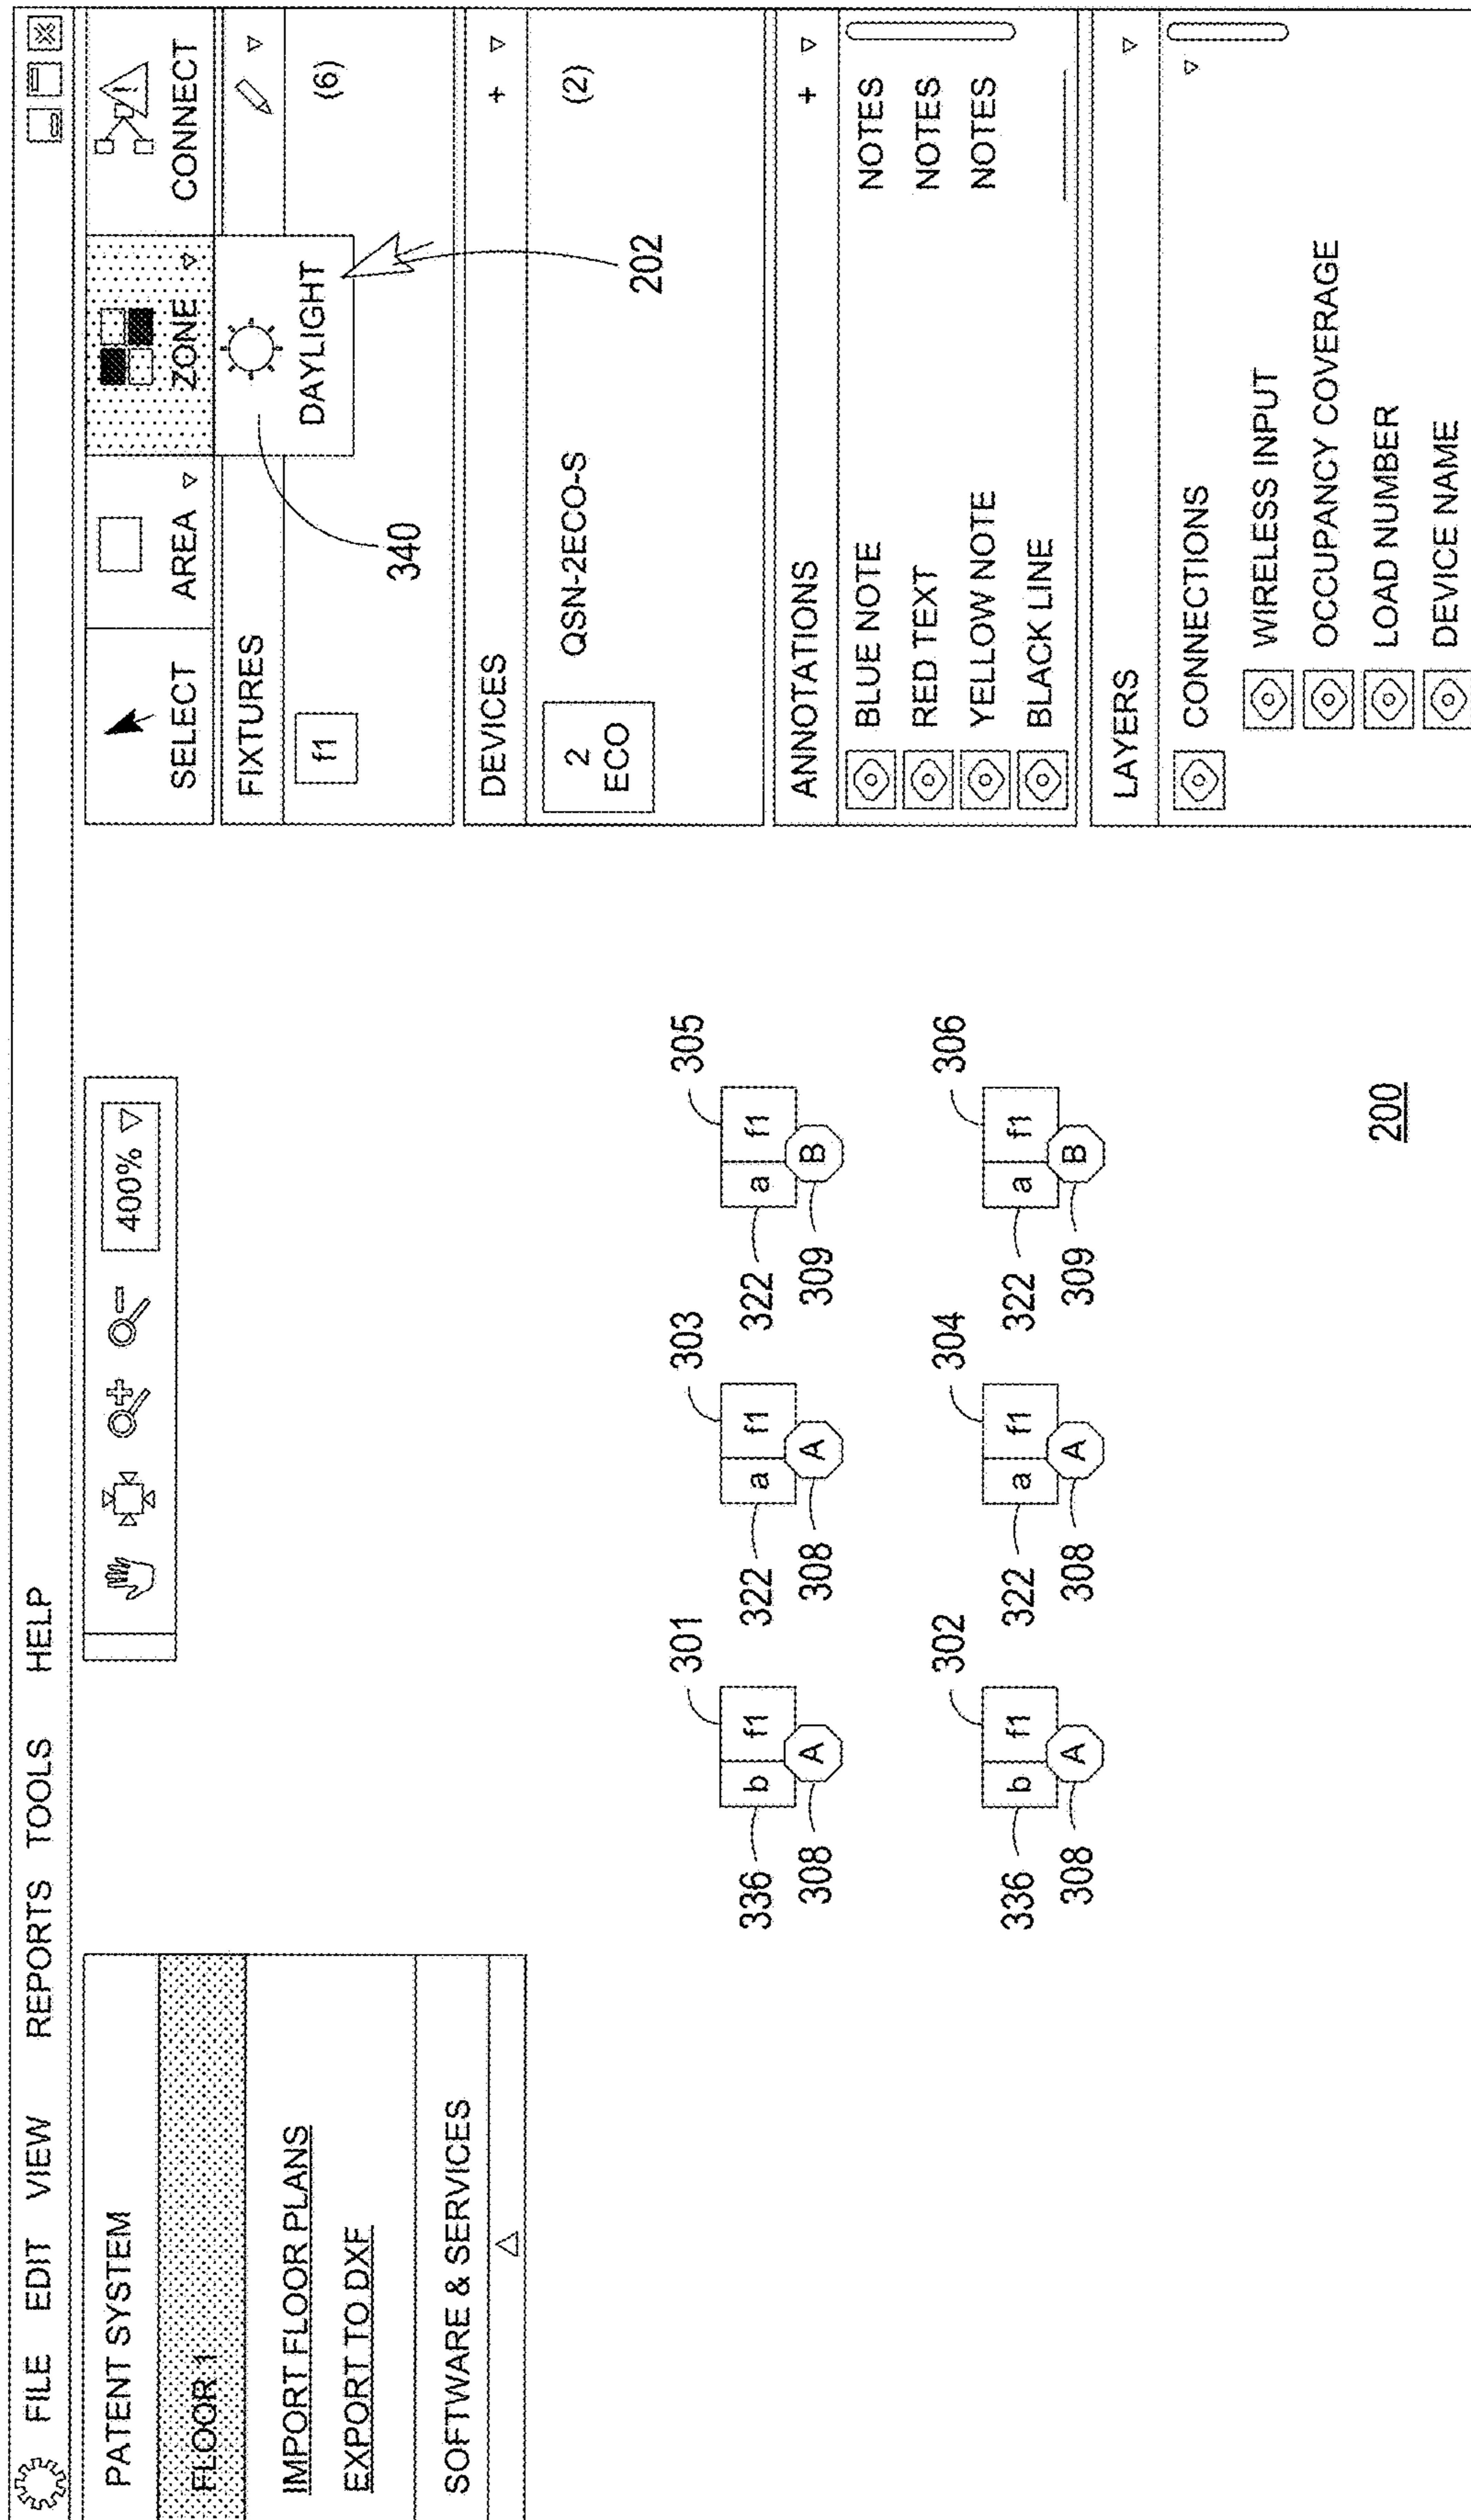 FILE EDIT VIEW REPORTS TOOLS HELP
PATENT SYSTEM
FLOOR 1
IMPORT FLOOR PLANS
EXPORT TO DXF
SOFTWARE & SERVICES
400%
SELECT AREA ZONE CONNECT
DAYLIGHT
340
202
FIXTURES
f1 (6)
DEVICES +
2 ECO QSN-2ECO-S (2)
ANNOTATIONS +
BLUE NOTE NOTES
RED TEXT NOTES
YELLOW NOTE NOTES
BLACK LINE
LAYERS
CONNECTIONS
WIRELESS INPUT
OCCUPANCY COVERAGE
LOAD NUMBER
DEVICE NAME
301 303 305
336 b f1 322 a f1 322 a f1
308 A 308 A 309 B
302 304 306
336 b f1 322 a f1 322 a f1
308 A 308 A 309 B
200